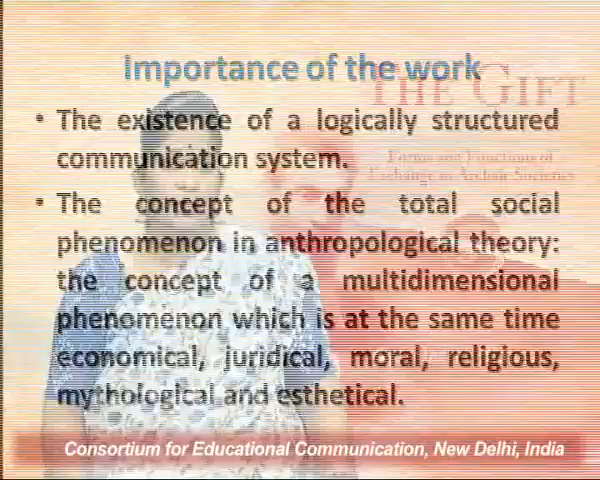 Importance of the work
THE GIFT
• The existence of a logically structured
communication system.
Forms and Functions of
Exchange in Archaic Societies
• The concept of the total social
phenomenon in anthropological theory:
the concept of a multidimensional
phenomenon which is at the same time
economical, juridical, moral, religious,
mythological and esthetical.
Consortium for Educational Communication, New Delhi, India